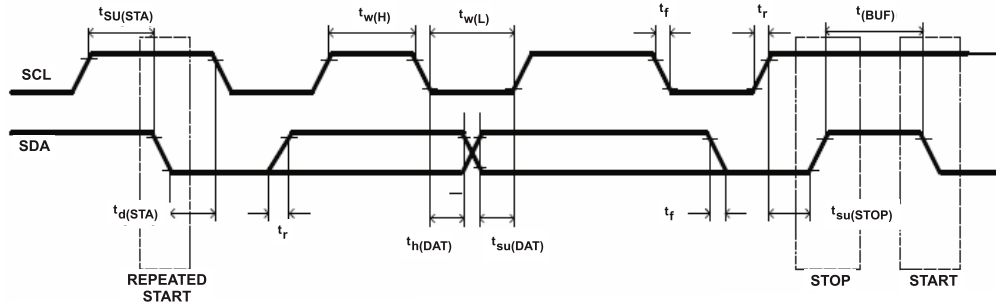 tSU(STA)
tw(H)
tw(L)
tf
tr
t(BUF)
SCL
SDA
td(STA)
tr
th(DAT)
tsu(DAT)
tf
tsu(STOP)
REPEATED
START
STOP
START